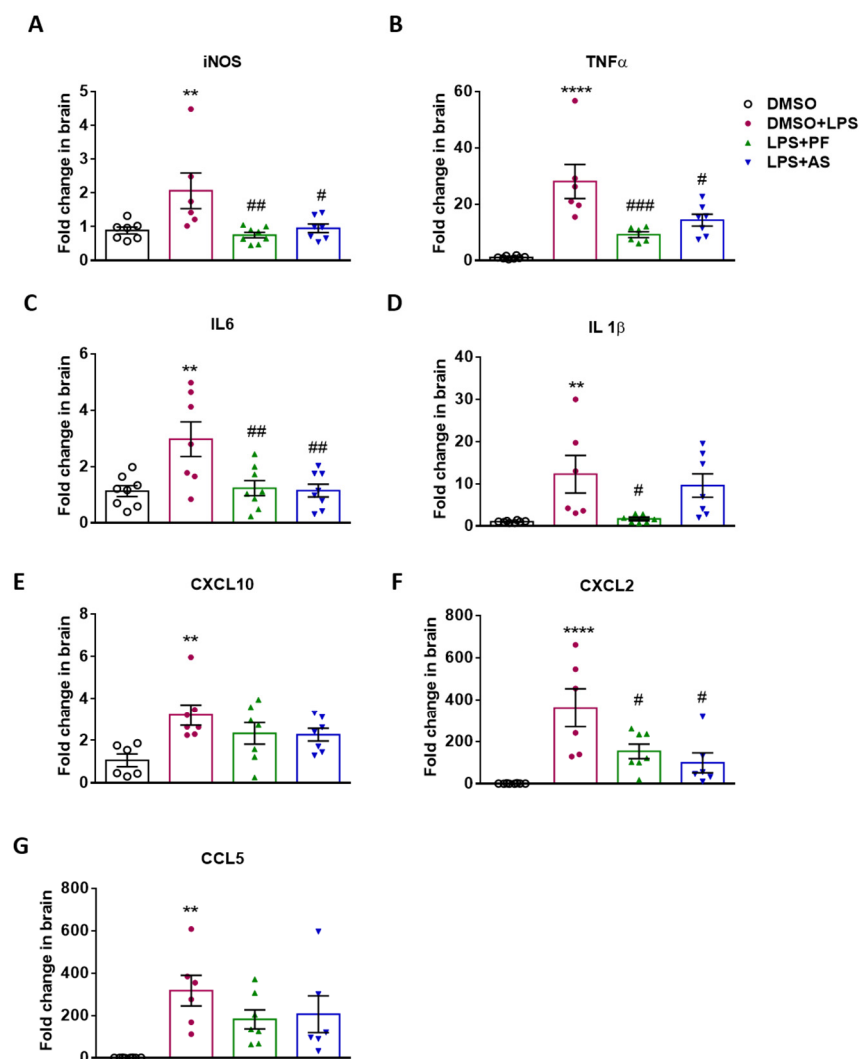 A
iNOS
Fold change in brain
5
4
3
2
1
0
**
##
#
B
TNFα
Fold change in brain
60
40
20
0
****
###
#
DMSO
DMSO+LPS
LPS+PF
LPS+AS
C
IL6
Fold change in brain
6
4
2
0
**
##
##
D
IL 1β
Fold change in brain
40
30
20
10
0
**
#
E
CXCL10
Fold change in brain
8
6
4
2
0
**
F
CXCL2
Fold change in brain
800
600
400
200
0
****
#
#
G
CCL5
Fold change in brain
800
600
400
200
0
**